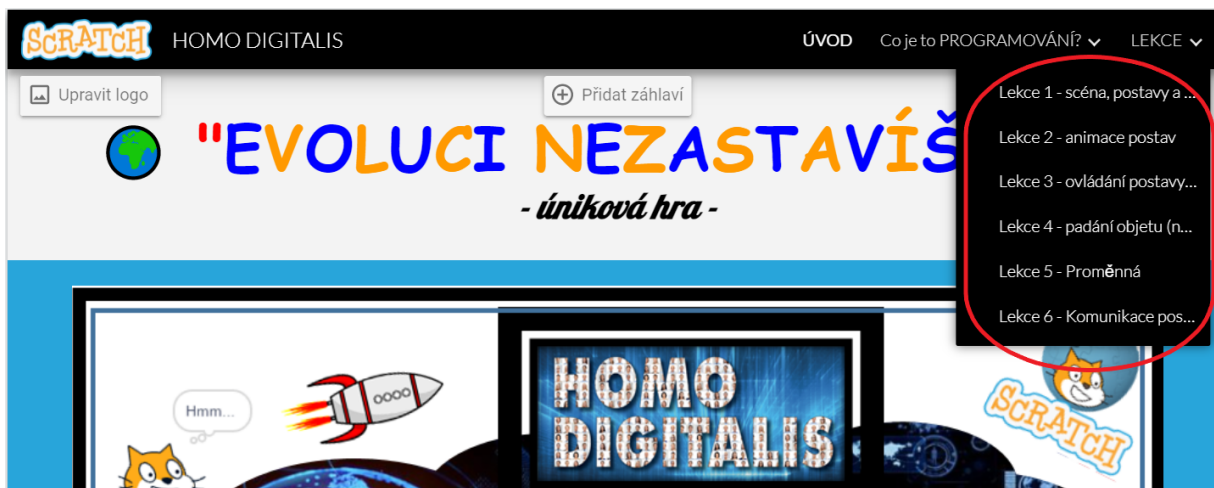 SCRATCH HOMO DIGITALIS ÚVOD Co je to PROGRAMOVÁNÍ? LEKCE
Upravit logo Přidat záhlaví
Lekce 1 - scéna, postavy a ...
Lekce 2 - animace postav
Lekce 3 - ovládání postavy...
Lekce 4 - padání objetu (n...
Lekce 5 - Proměnná
Lekce 6 - Komunikace pos...
"EVOLUCI NEZASTAVÍŠ
- úniková hra -
HOMO
DIGITALIS
Hmm...
SCRATCH